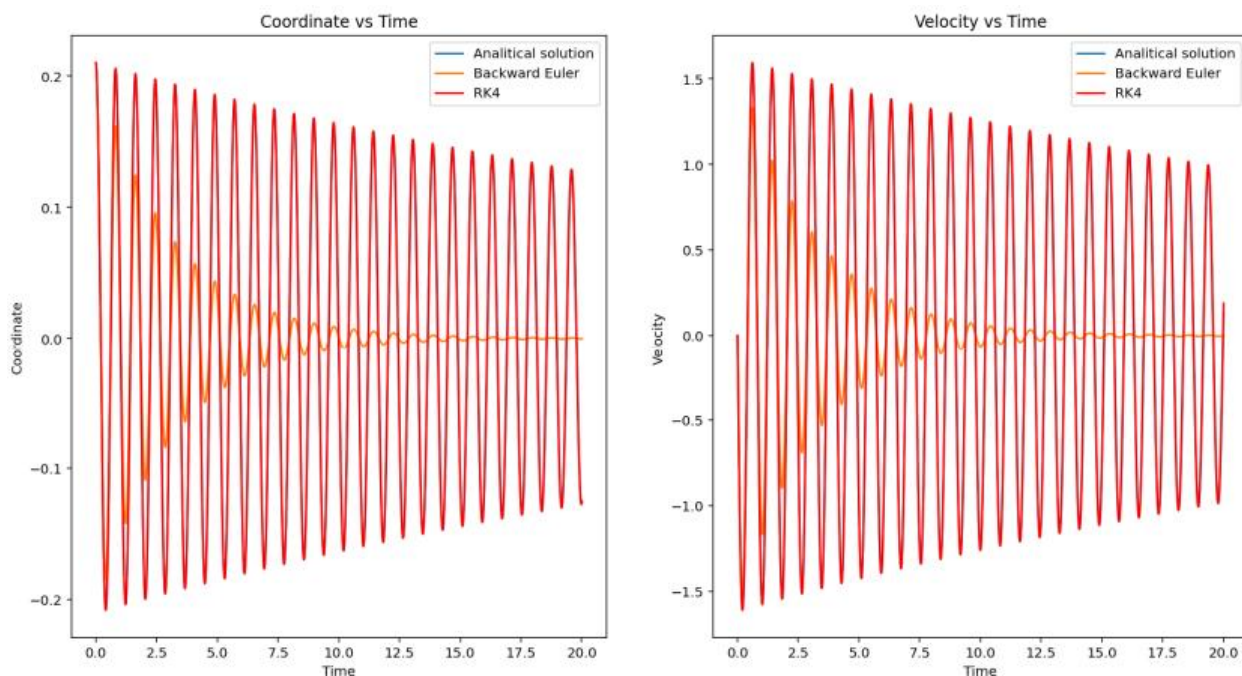 Coordinate vs Time
Analitical solution
Backward Euler
RK4
Coordinate
0.2
0.1
0.0
−0.1
−0.2
0.0 2.5 5.0 7.5 10.0 12.5 15.0 17.5 20.0
Time
Velocity vs Time
Analitical solution
Backward Euler
RK4
Veocity
1.5
1.0
0.5
0.0
−0.5
−1.0
−1.5
0.0 2.5 5.0 7.5 10.0 12.5 15.0 17.5 20.0
Time